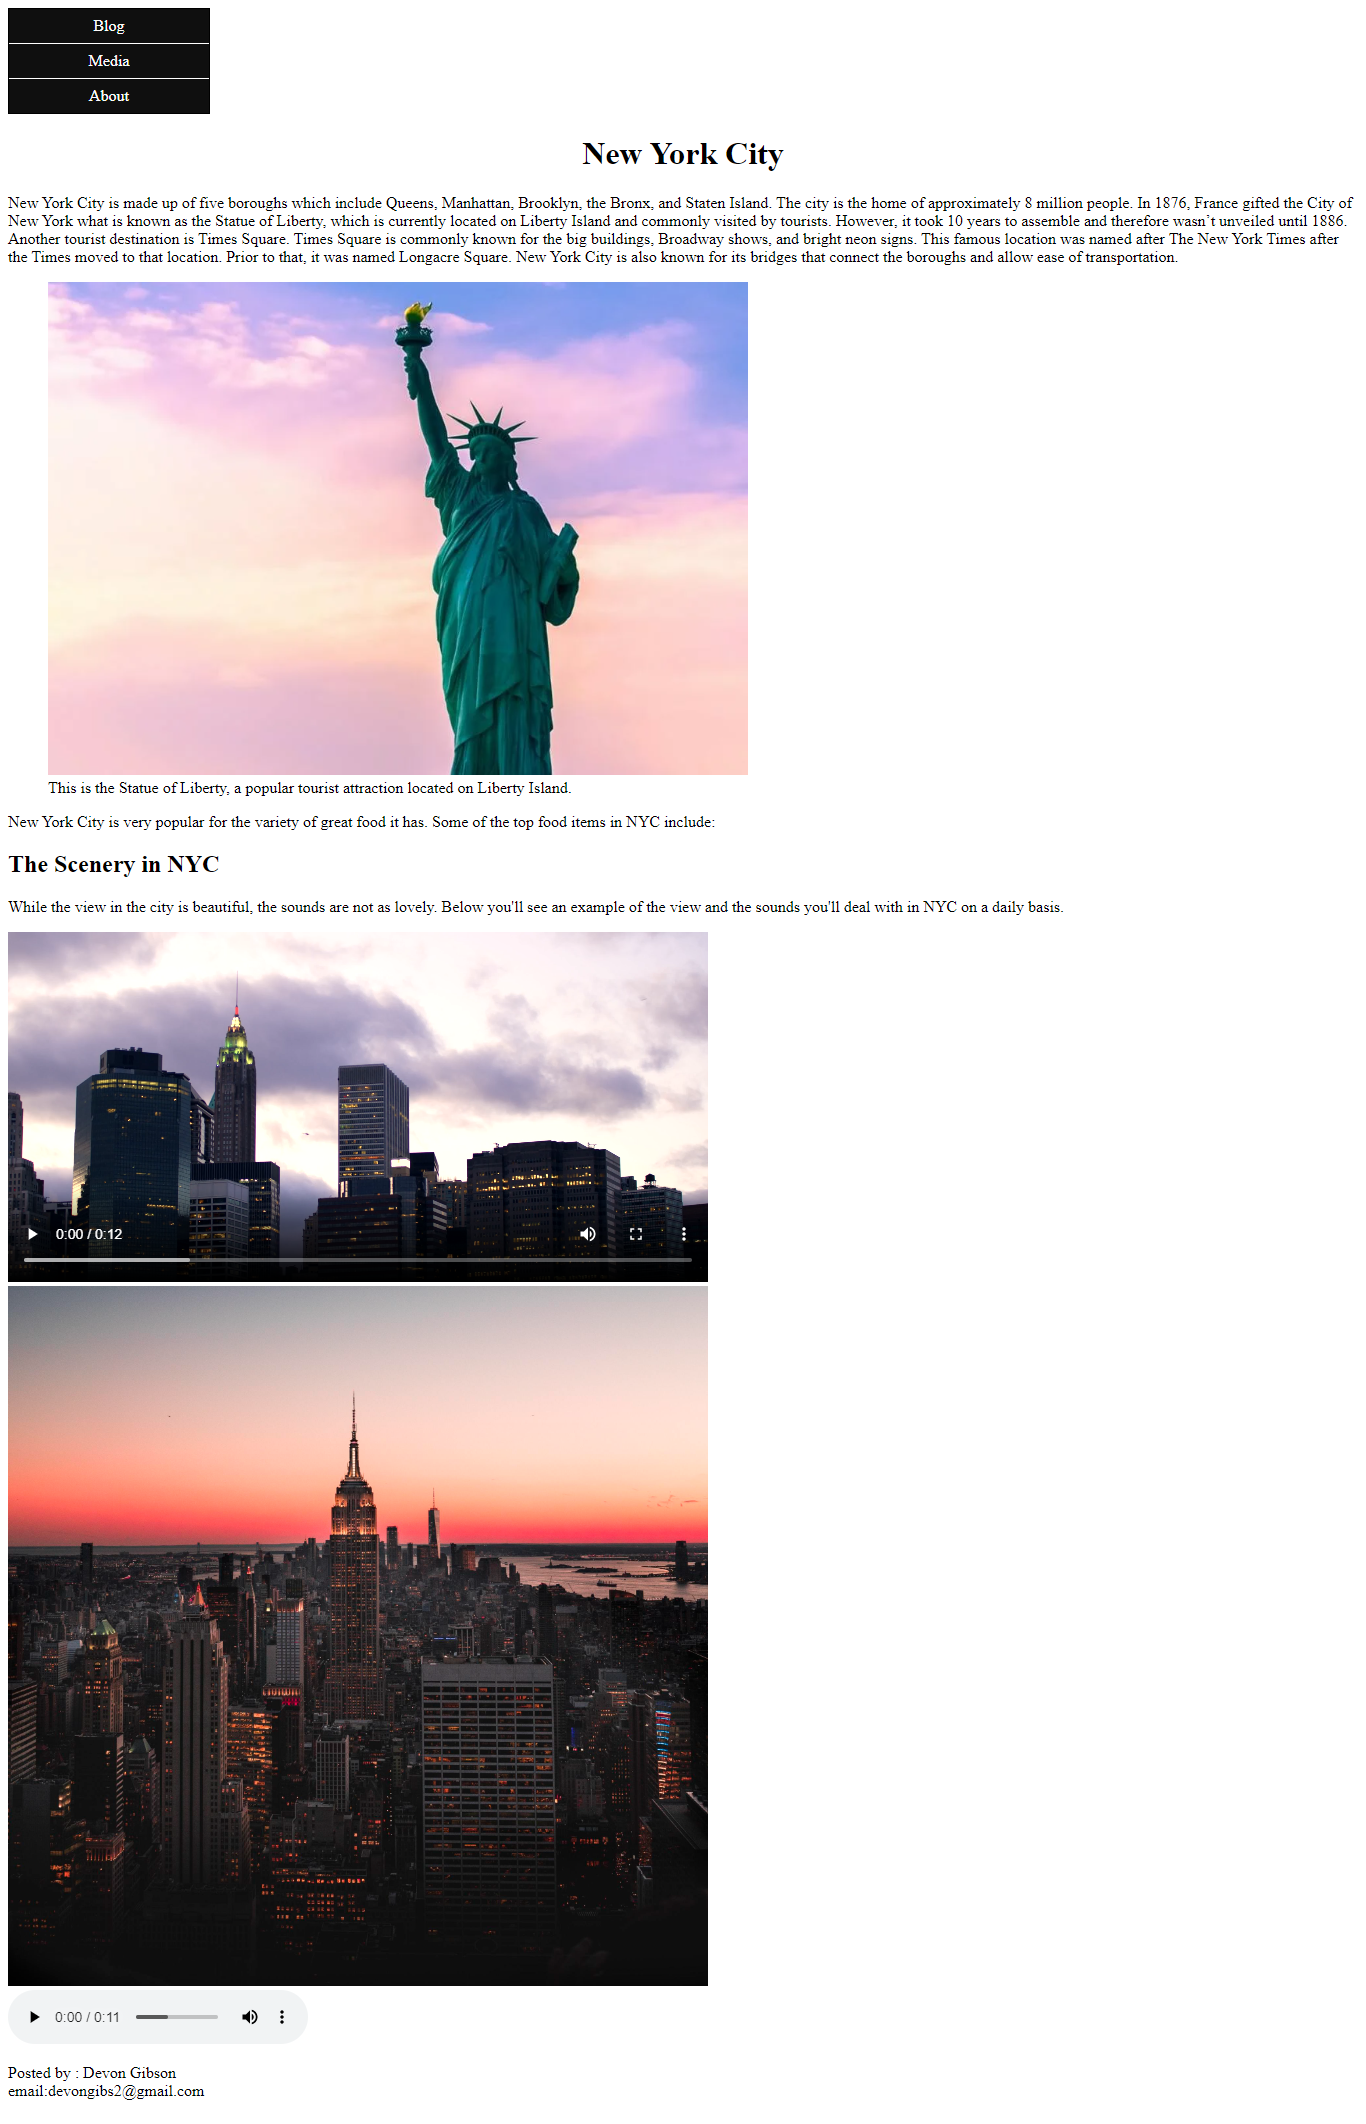 Blog
Media
About
New York City
New York City is made up of five boroughs which include Queens, Manhattan, Brooklyn, the Bronx, and Staten Island. The city is the home of approximately 8 million people. In 1876, France gifted the City of
New York what is known as the Statue of Liberty, which is currently located on Liberty Island and commonly visited by tourists. However, it took 10 years to assemble and therefore wasn’t unveiled until 1886.
Another tourist destination is Times Square. Times Square is commonly known for the big buildings, Broadway shows, and bright neon signs. This famous location was named after The New York Times after
the Times moved to that location. Prior to that, it was named Longacre Square. New York City is also known for its bridges that connect the boroughs and allow ease of transportation.
This is the Statue of Liberty, a popular tourist attraction located on Liberty Island.
New York City is very popular for the variety of great food it has. Some of the top food items in NYC include:
The Scenery in NYC
While the view in the city is beautiful, the sounds are not as lovely. Below you'll see an example of the view and the sounds you'll deal with in NYC on a daily basis.
0:00 / 0:12
0:00 / 0:11
Posted by : Devon Gibson
email:devongibs2@gmail.com